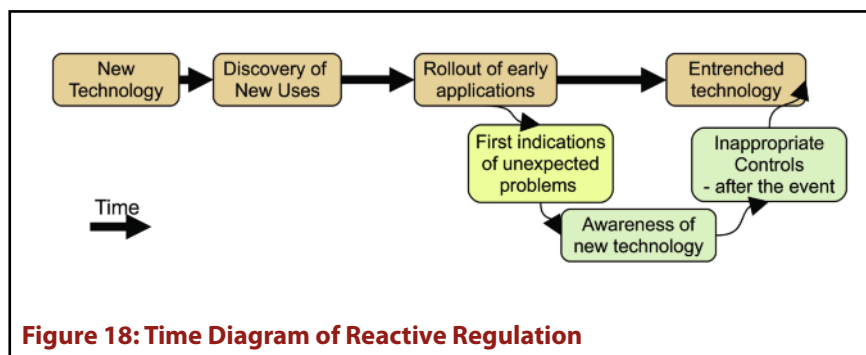 New
Technology
Discovery of
New Uses
Rollout of early
applications
Entrenched
technology
First indications
of unexpected
problems
Inappropriate
Controls
- after the event
Time
Awareness of
new technology
Figure 18: Time Diagram of Reactive Regulation